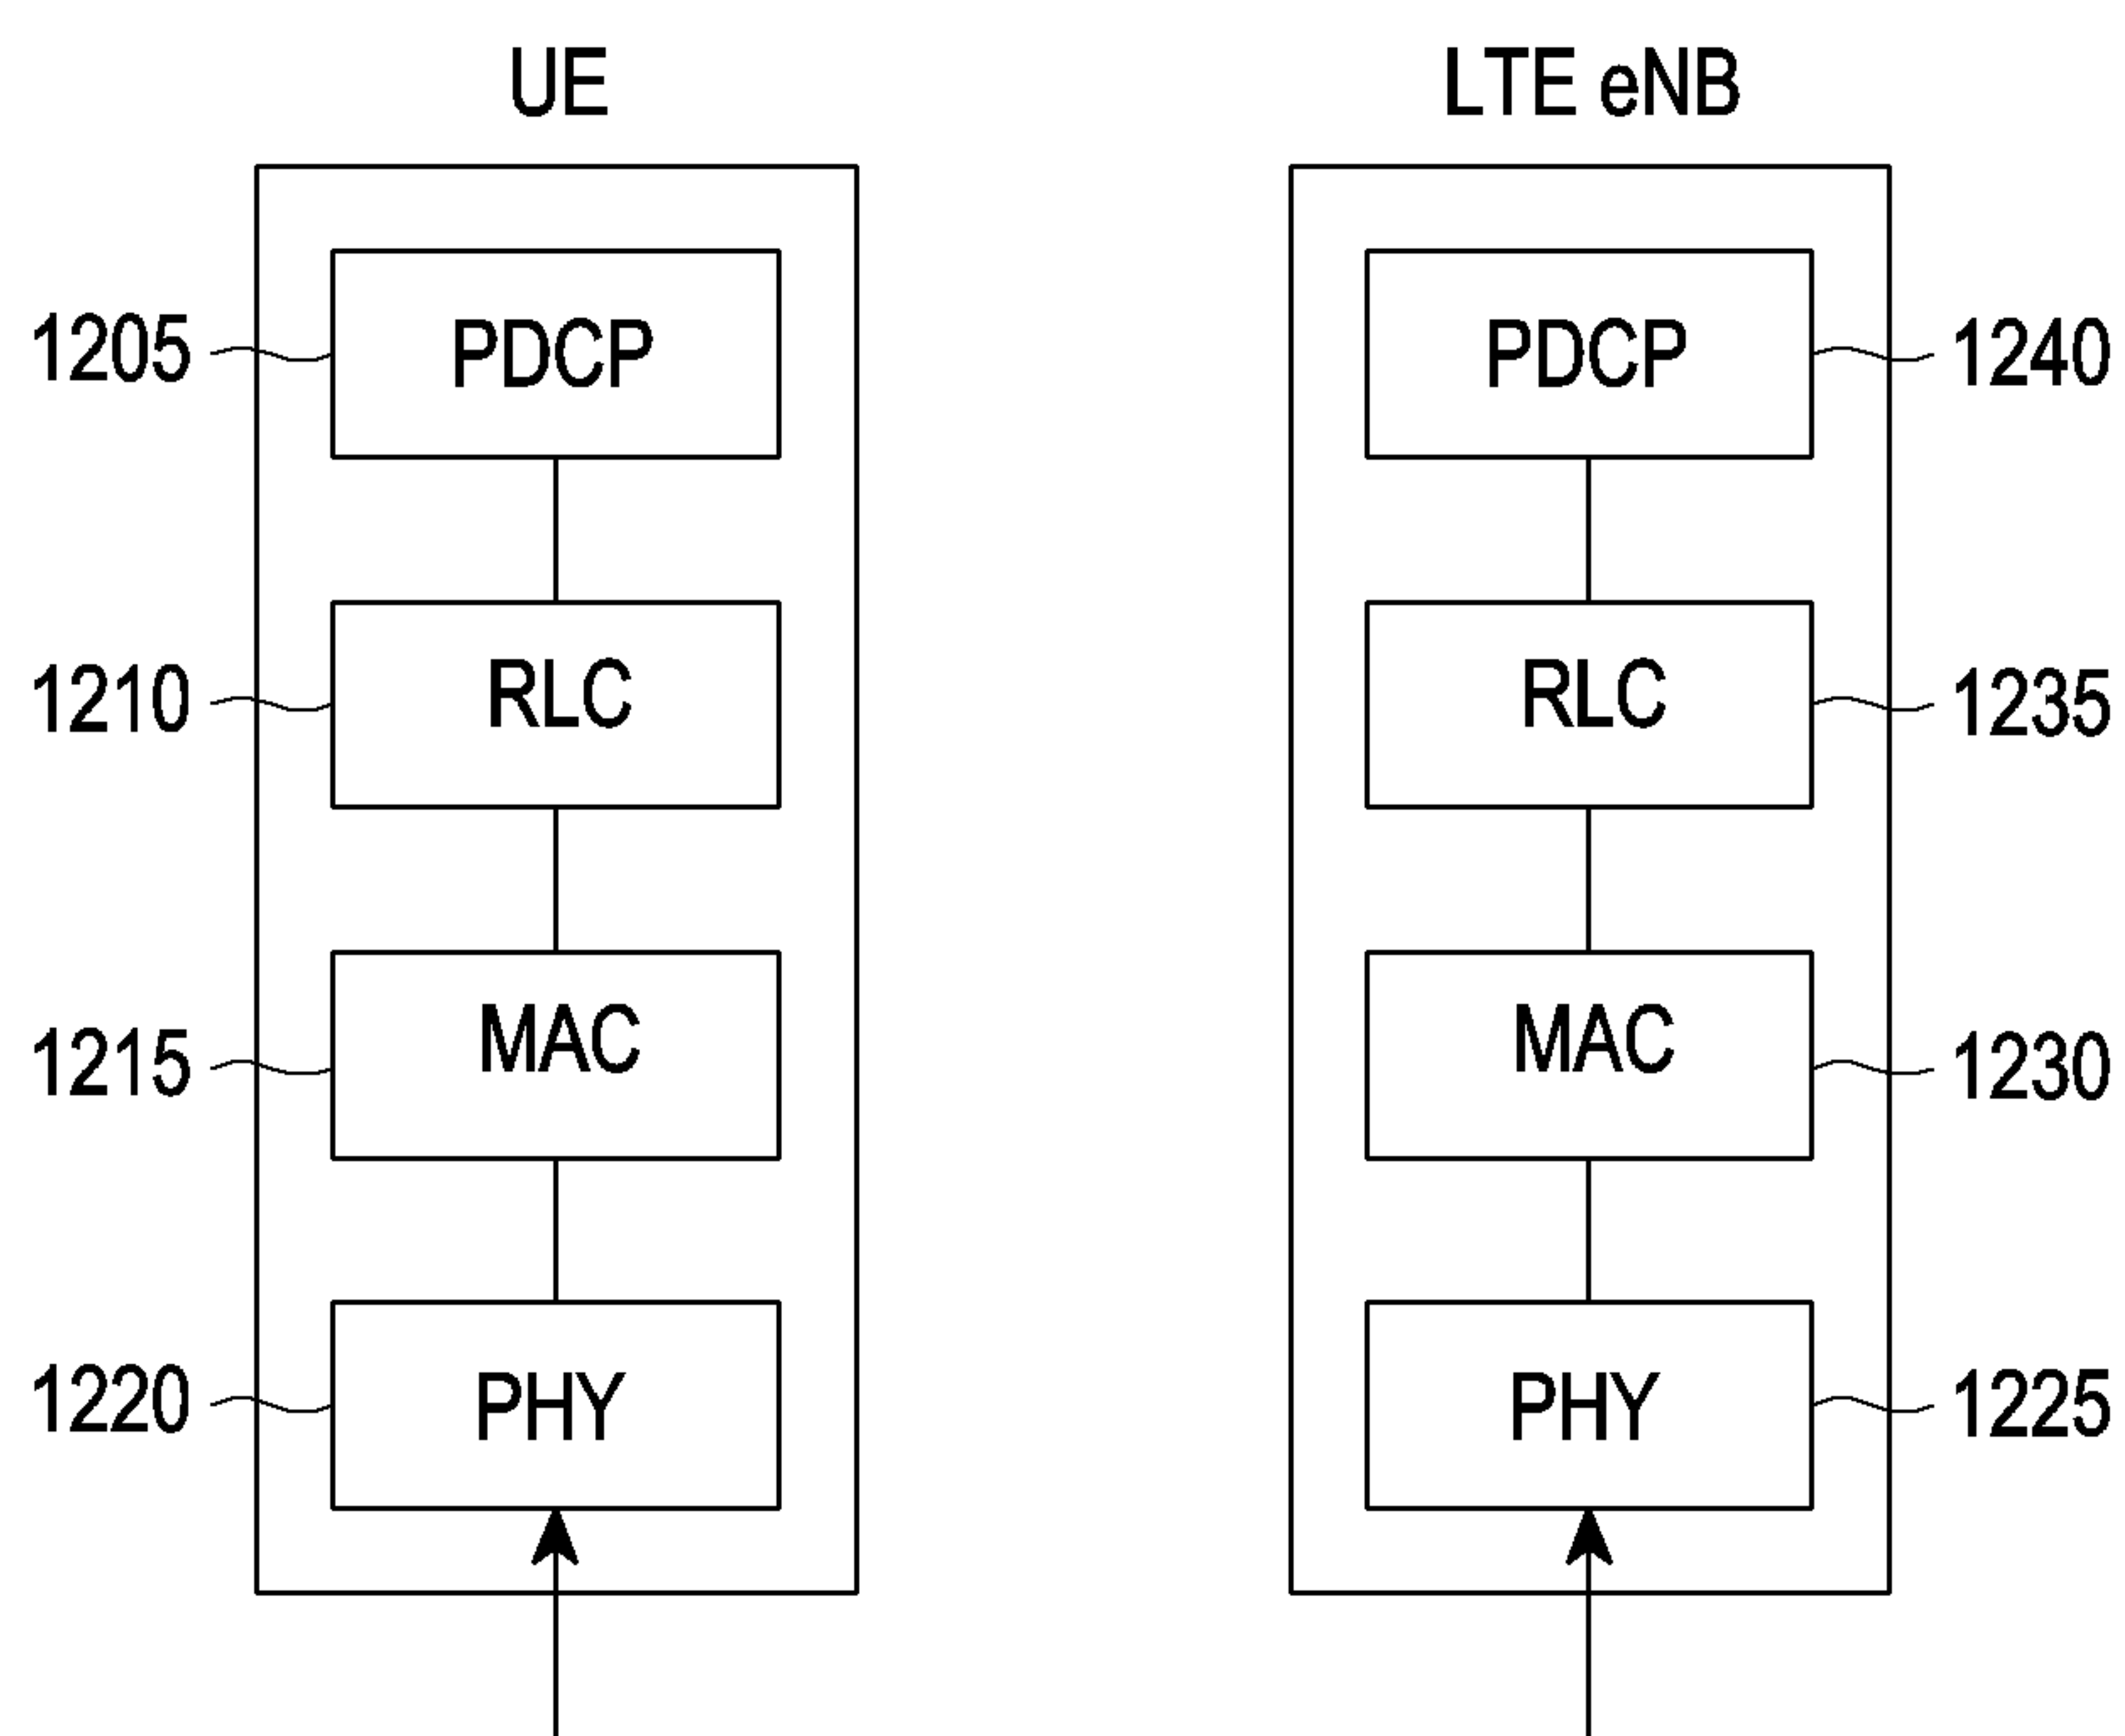 UE LTE eNB
1205 PDCP PDCP 1240
1210 RLC RLC 1235
1215 MAC MAC 1230
1220 PHY PHY 1225